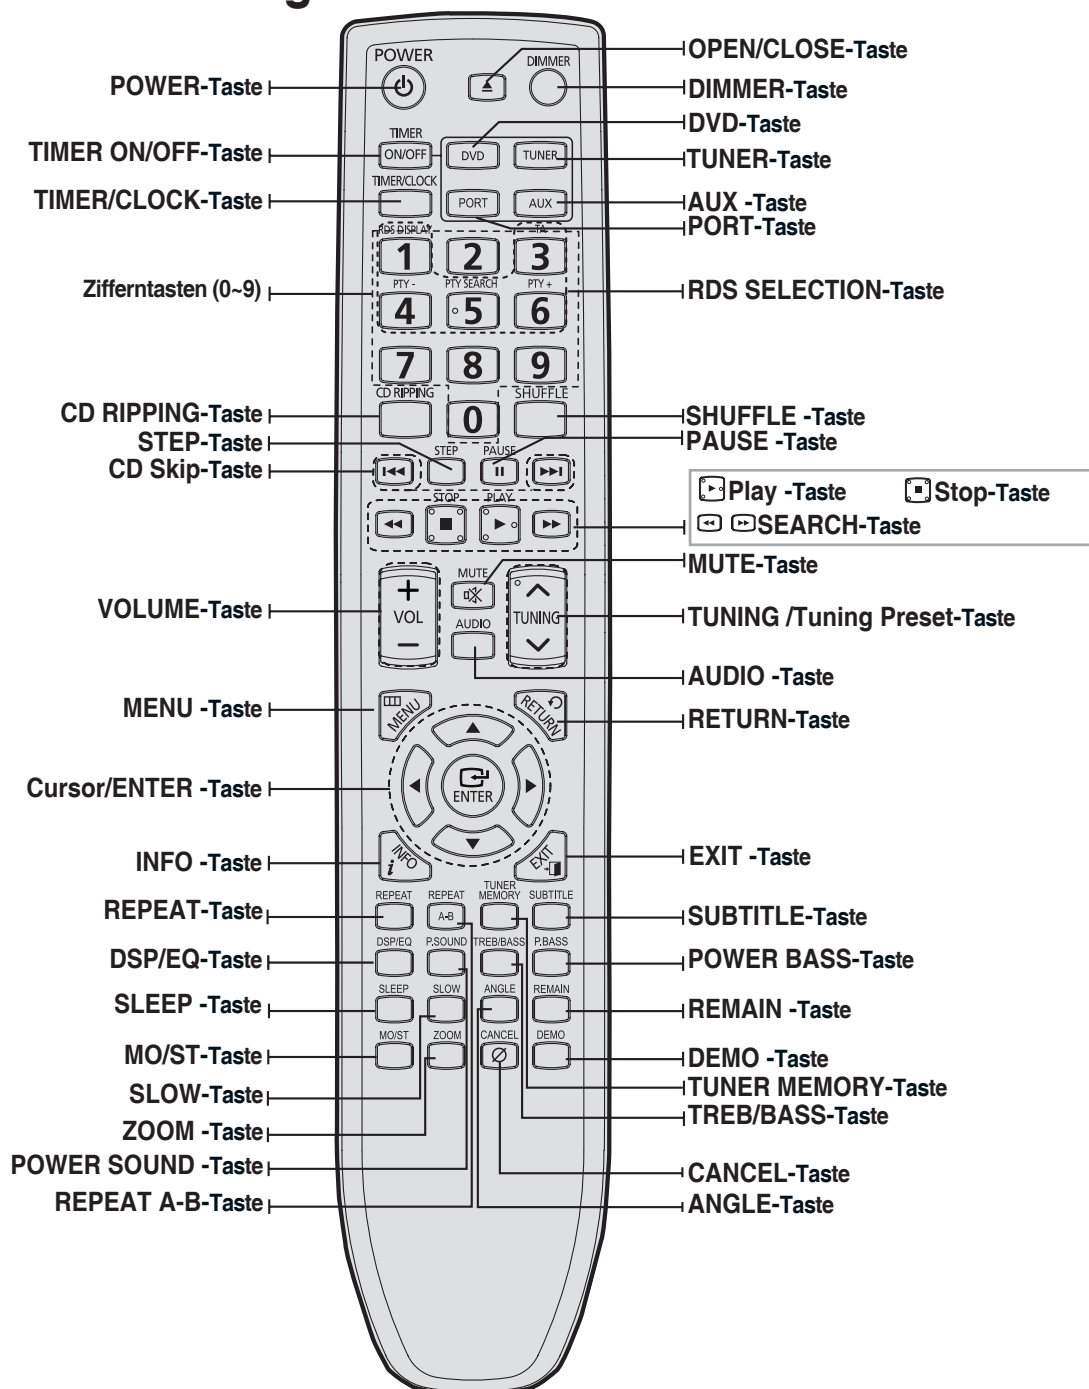 g
POWER-Taste
TIMER ON/OFF-Taste
TIMER/CLOCK-Taste
Zifferntasten (0~9)
CD RIPPING-Taste
STEP-Taste
CD Skip-Taste
VOLUME-Taste
MENU -Taste
Cursor/ENTER -Taste
INFO -Taste
REPEAT-Taste
DSP/EQ-Taste
SLEEP -Taste
MO/ST-Taste
SLOW-Taste
ZOOM -Taste
POWER SOUND -Taste
REPEAT A-B-Taste
POWER
DIMMER
TIMER
ON/OFF DVD TUNER
TIMER/CLOCK
PORT AUX
RDS DISPLAY TA
1 2 3
PTY - PTY SEARCH PTY +
4 5 6
7 8 9
CD RIPPING SHUFFLE
0
STEP PAUSE
STOP PLAY
MUTE
+
VOL TUNING
AUDIO
−
MENU RETURN
ENTER
INFO EXIT
i
REPEAT REPEAT TUNER MEMORY SUBTITLE
A-B
DSP/EQ P.SOUND TREB/BASS P.BASS
SLEEP SLOW ANGLE REMAIN
MO/ST ZOOM CANCEL DEMO
OPEN/CLOSE-Taste
DIMMER-Taste
DVD-Taste
TUNER-Taste
AUX -Taste
PORT-Taste
RDS SELECTION-Taste
SHUFFLE -Taste
PAUSE -Taste
Play -Taste Stop-Taste
SEARCH-Taste
MUTE-Taste
TUNING /Tuning Preset-Taste
AUDIO -Taste
RETURN-Taste
EXIT -Taste
SUBTITLE-Taste
POWER BASS-Taste
REMAIN -Taste
DEMO -Taste
TUNER MEMORY-Taste
TREB/BASS-Taste
CANCEL-Taste
ANGLE-Taste